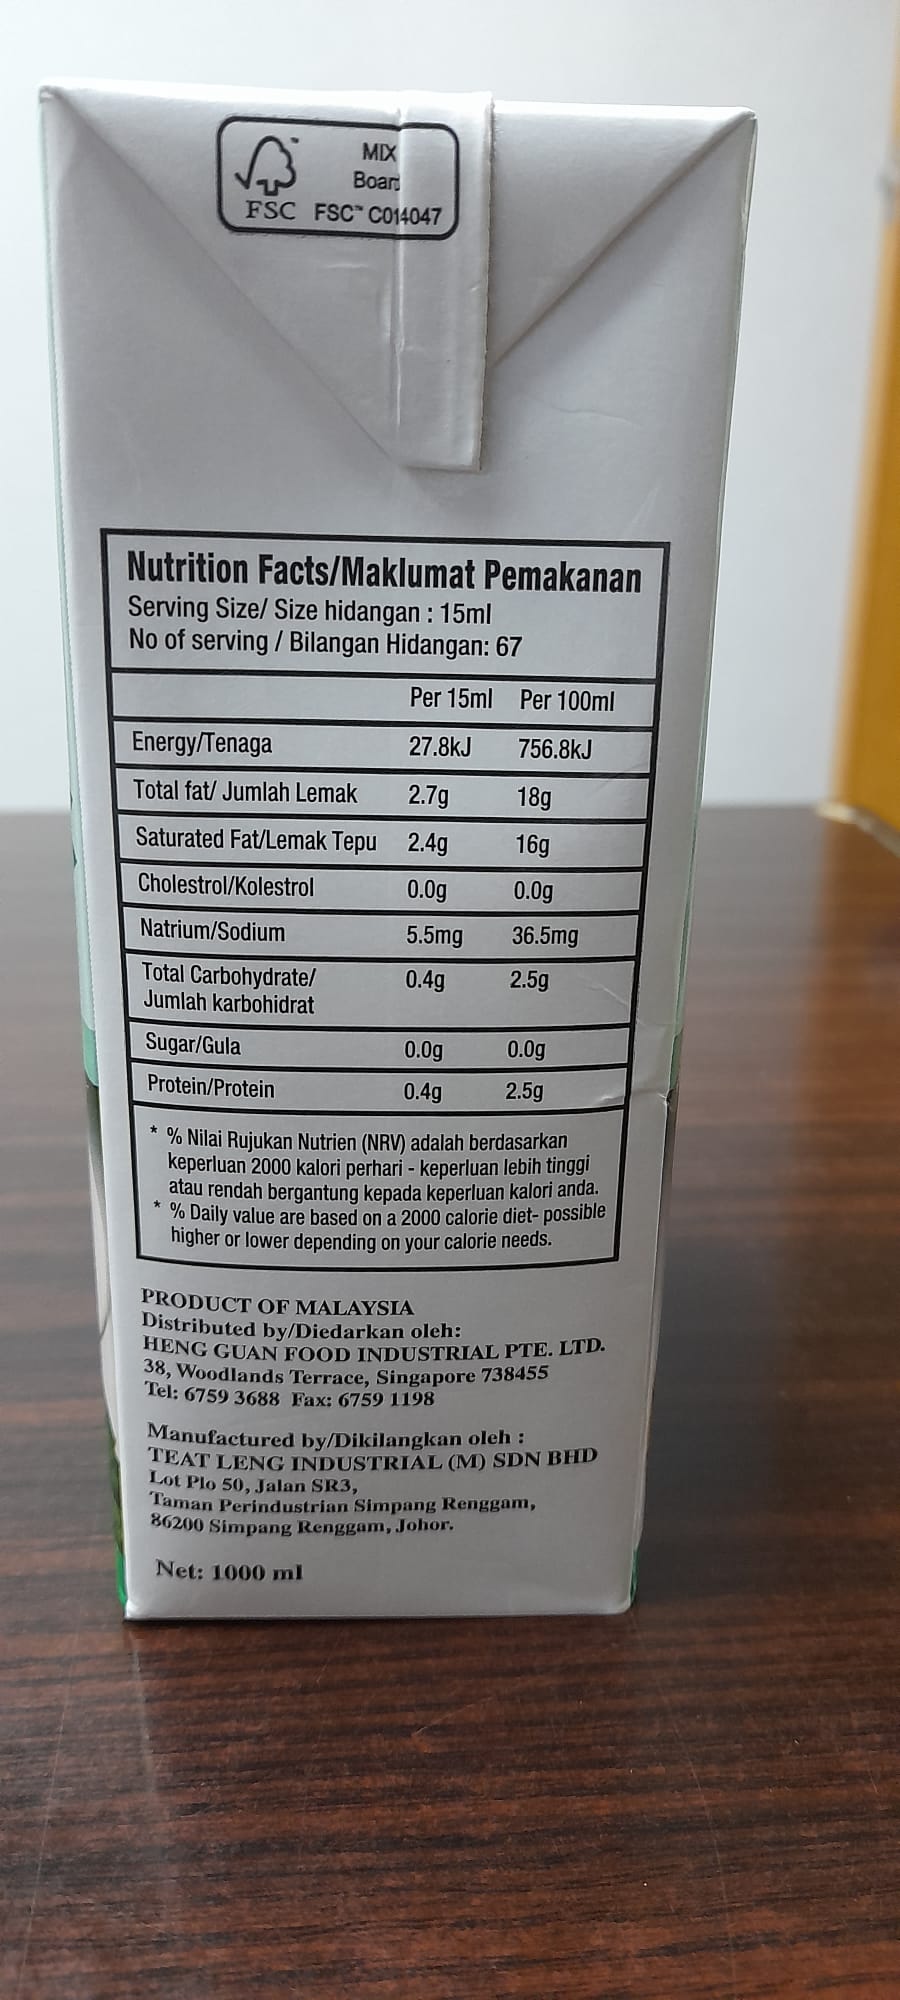 MIX
Board
FSC FSC™ C014047
Nutrition Facts/Maklumat Pemakanan
Serving Size/ Size hidangan : 15ml
No of serving / Bilangan Hidangan: 67
Per 15ml Per 100ml
Energy/Tenaga 27.8kJ 756.8kJ
Total fat/ Jumlah Lemak 2.7g 18g
Saturated Fat/Lemak Tepu 2.4g 16g
Cholestrol/Kolestrol 0.0g 0.0g
Natrium/Sodium 5.5mg 36.5mg
Total Carbohydrate/ 0.4g 2.5g
Jumlah karbohidrat
Sugar/Gula 0.0g 0.0g
Protein/Protein 0.4g 2.5g
* % Nilai Rujukan Nutrien (NRV) adalah berdasarkan
keperluan 2000 kalori perhari - keperluan lebih tinggi
atau rendah bergantung kepada keperluan kalori anda.
* % Daily value are based on a 2000 calorie diet- possible
higher or lower depending on your calorie needs.
PRODUCT OF MALAYSIA
Distributed by/Diedarkan oleh:
HENG GUAN FOOD INDUSTRIAL PTE. LTD.
38, Woodlands Terrace, Singapore 738455
Tel: 6759 3688 Fax: 6759 1198
Manufactured by/Dikilangkan oleh :
TEAT LENG INDUSTRIAL (M) SDN BHD
Lot Plo 50, Jalan SR3,
Taman Perindustrian Simpang Renggam,
86200 Simpang Renggam, Johor.
Net: 1000 ml